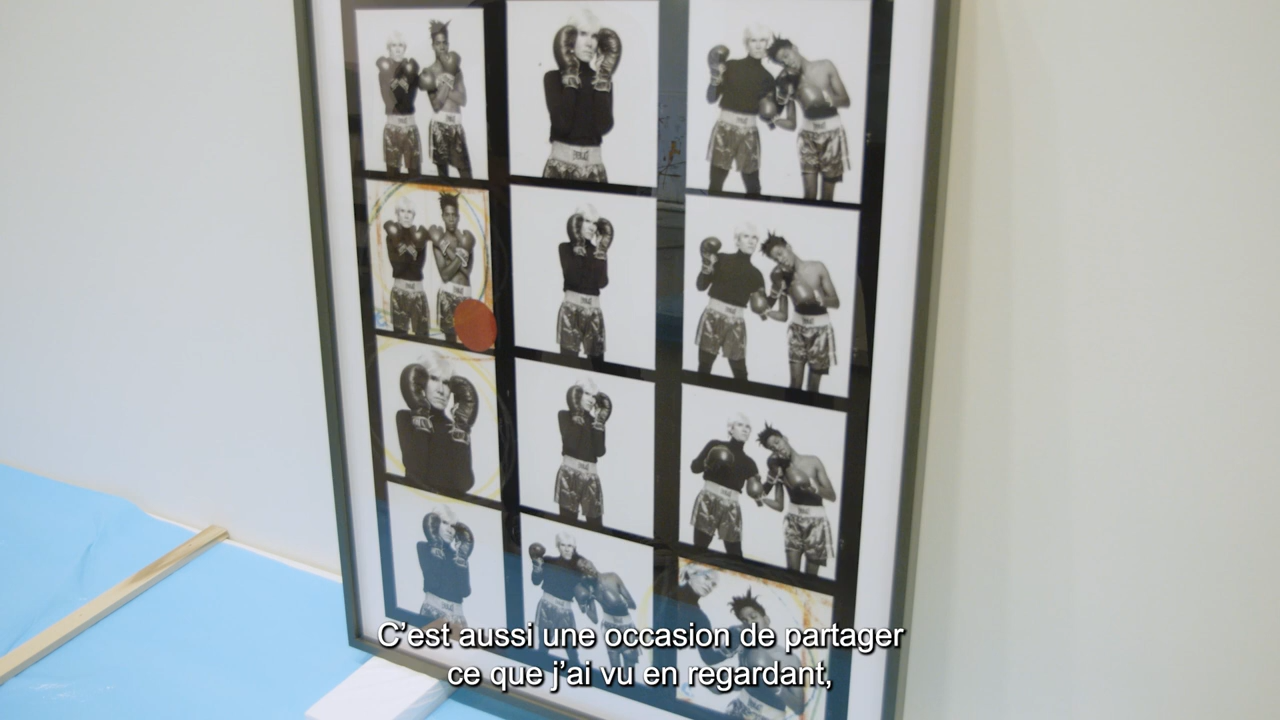 C'est aussi une occasion de partager
ce que j'ai vu en regardant,